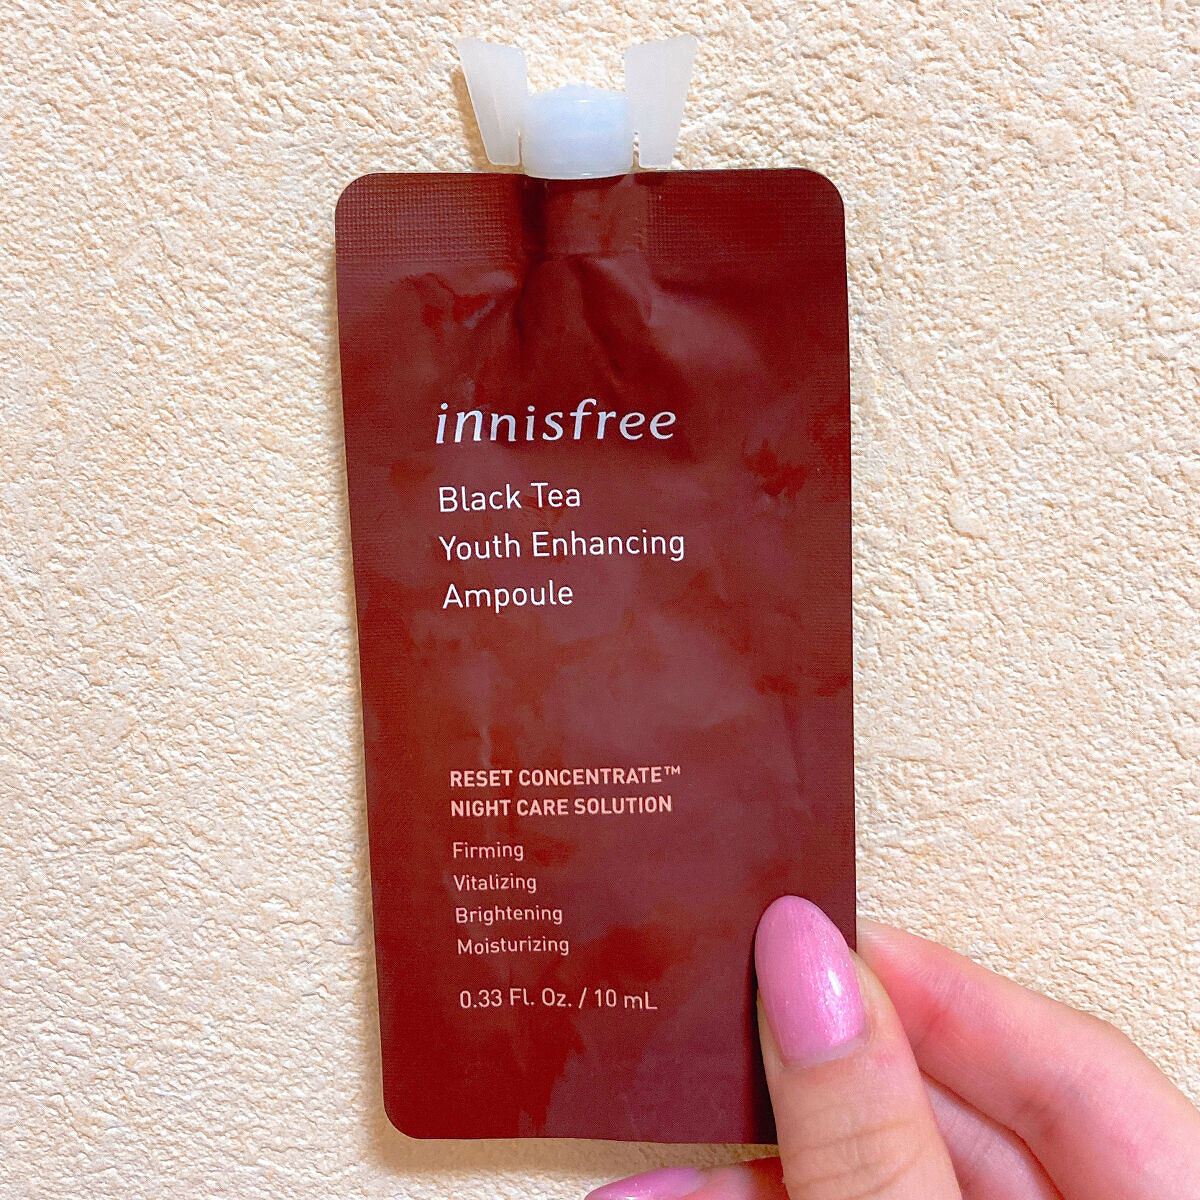 innisfree
Black Tea
Youth Enhancing
Ampoule
RESET CONCENTRATE™
NIGHT CARE SOLUTION
Firming
Vitalizing
Brightening
Moisturizing
0.33 Fl. Oz. / 10 mL